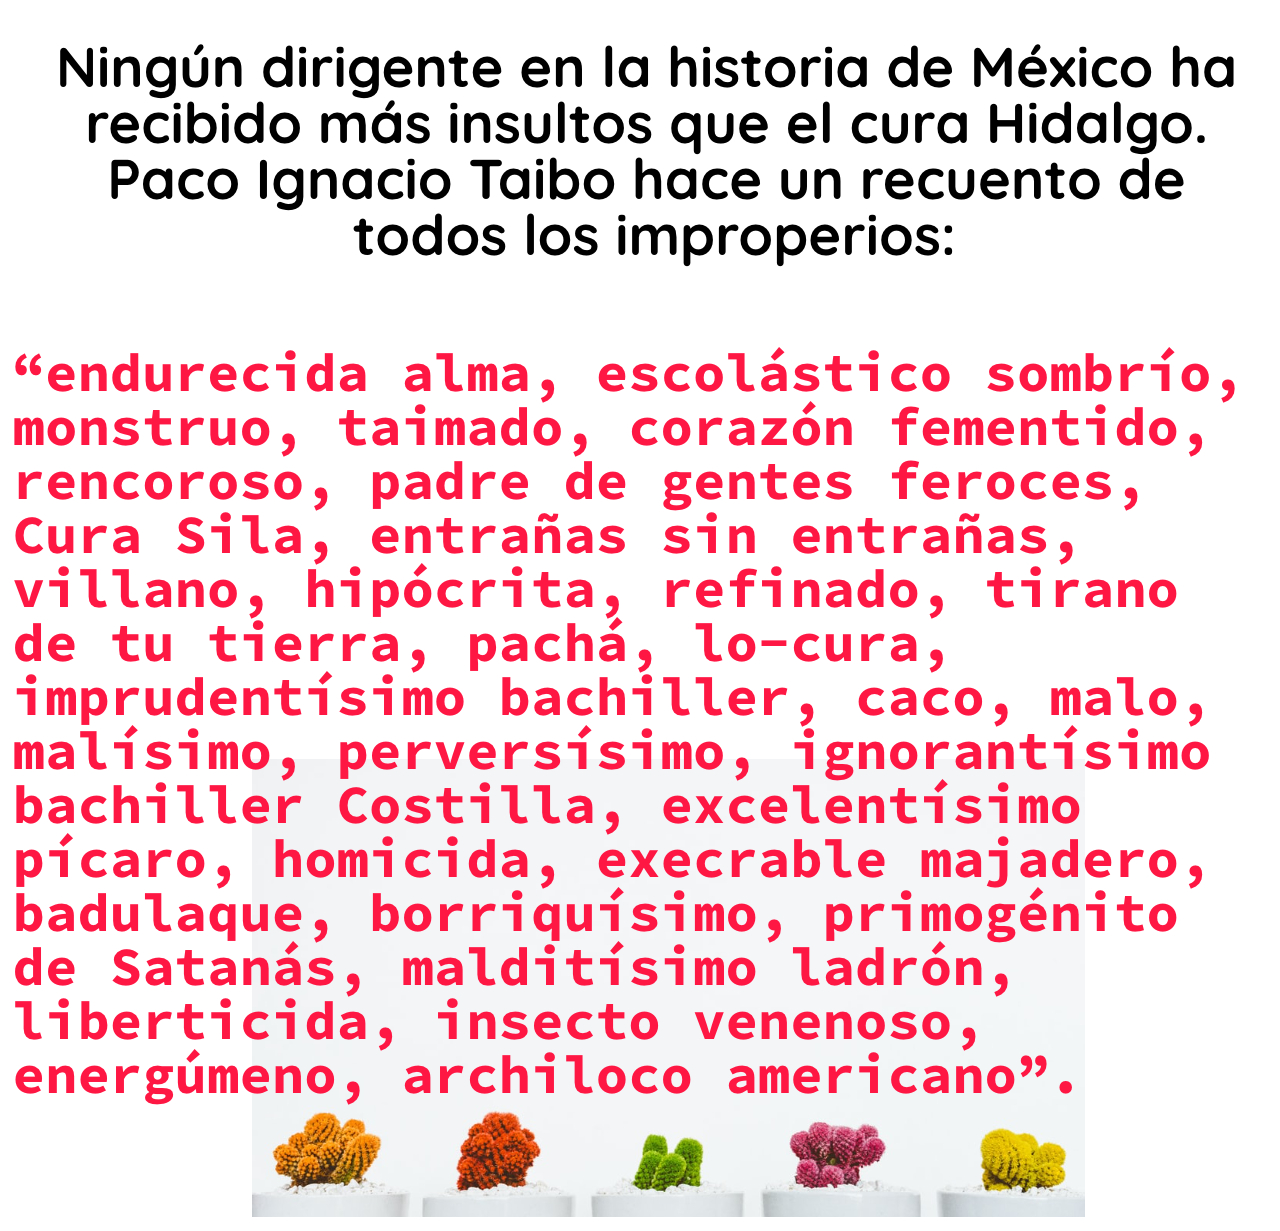 Ningún dirigente en la historia de México ha
recibido más insultos que el cura Hidalgo.
Paco Ignacio Taibo hace un recuento de
todos los improperios:
“endurecida alma, escolástico sombrío,
monstruo, taimado, corazón fementido,
rencoroso, padre de gentes feroces,
Cura Sila, entrañas sin entrañas,
villano, hipócrita, refinado, tirano
de tu tierra, pachá, lo-cura,
imprudentísimo bachiller, caco, malo,
malísimo, perversísimo, ignorantísimo
bachiller Costilla, excelentísimo
pícaro, homicida, execrable majadero,
badulaque, borriquísimo, primogénito
de Satanás, malditísimo ladrón,
liberticida, insecto venenoso,
energúmeno, archiloco americano”.